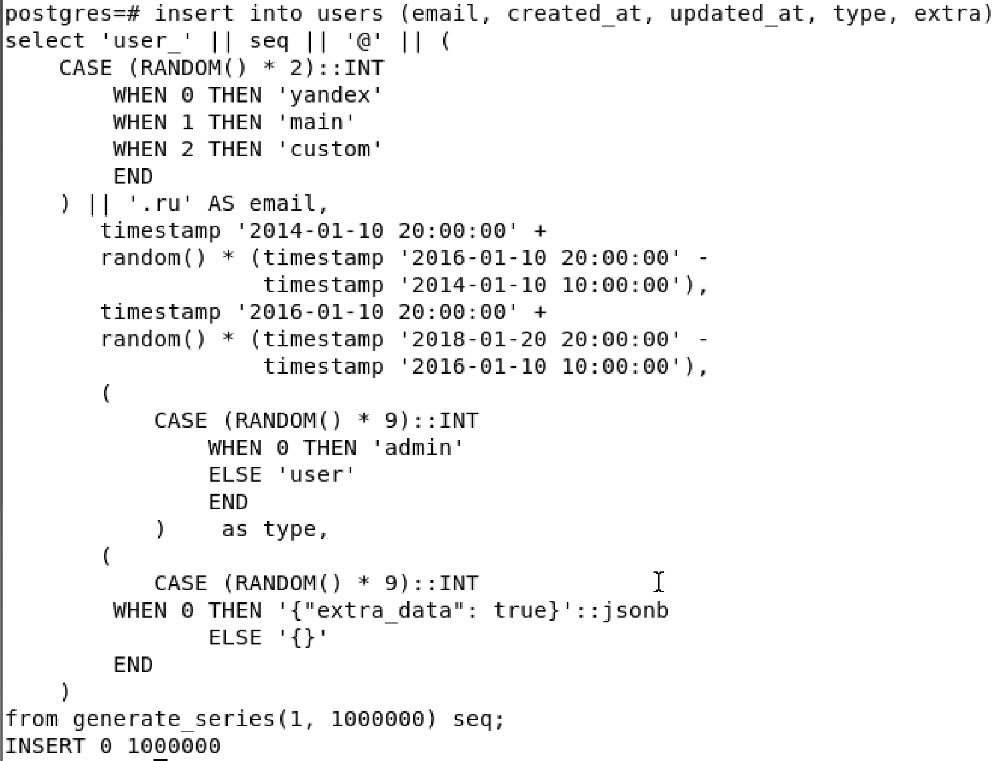 postgres=# insert into users (email, created_at, updated_at, type, extra)
select 'user_' || seq || '@' || (
    CASE (RANDOM() * 2)::INT
        WHEN 0 THEN 'yandex'
        WHEN 1 THEN 'main'
        WHEN 2 THEN 'custom'
        END
    ) || '.ru' AS email,
       timestamp '2014-01-10 20:00:00' +
       random() * (timestamp '2016-01-10 20:00:00' -
                   timestamp '2014-01-10 10:00:00'),
       timestamp '2016-01-10 20:00:00' +
       random() * (timestamp '2018-01-20 20:00:00' -
                   timestamp '2016-01-10 10:00:00'),
       (
           CASE (RANDOM() * 9)::INT
               WHEN 0 THEN 'admin'
               ELSE 'user'
               END
           )    as type,
       (
           CASE (RANDOM() * 9)::INT
        WHEN 0 THEN '{"extra_data": true}'::jsonb
               ELSE '{}'
        END
    )
from generate_series(1, 1000000) seq;
INSERT 0 1000000